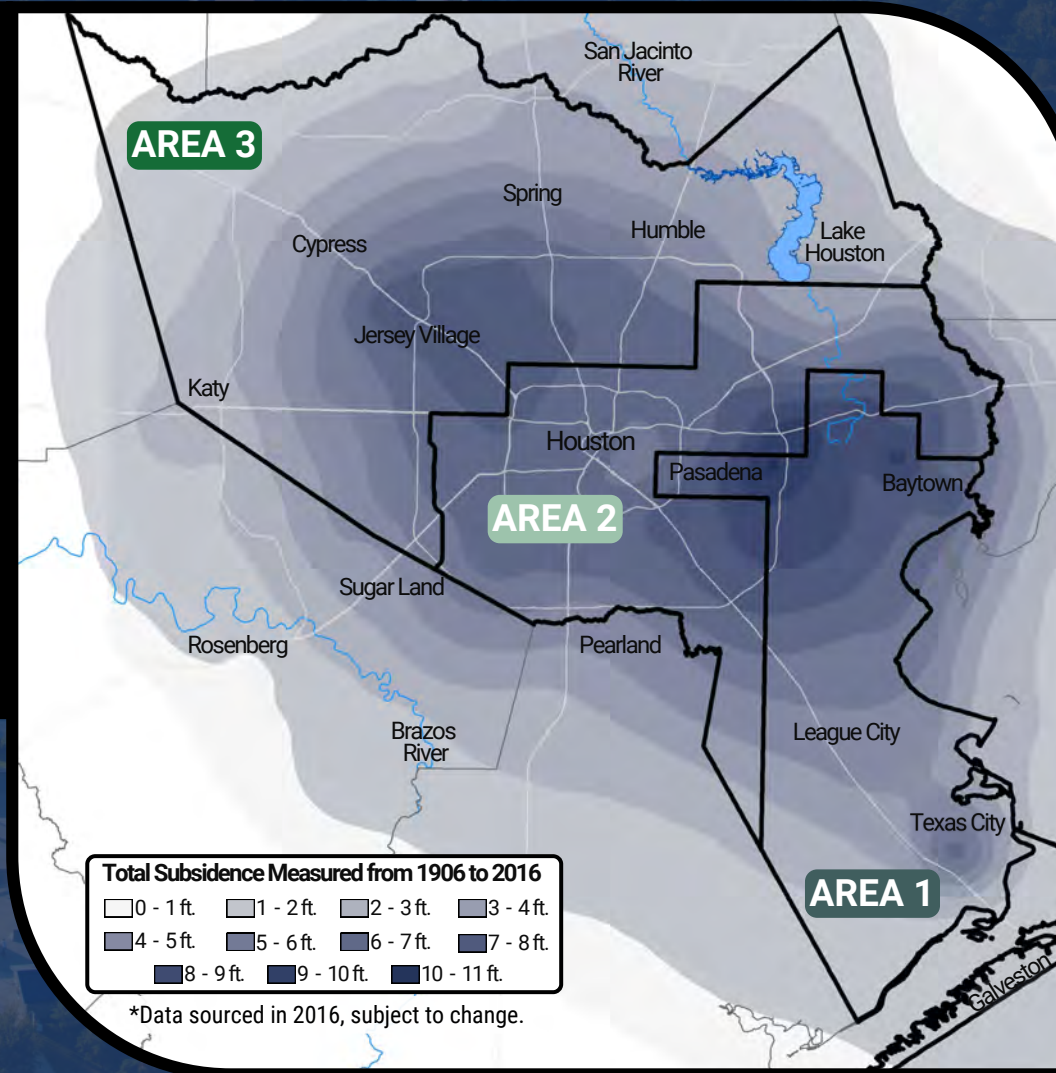 San Jacinto
River
AREA 3
Spring
Humble
Lake
Houston
Cypress
Jersey Village
Katy
Houston
Pasadena
Baytown
AREA 2
Sugar Land
Rosenberg
Pearland
Brazos
River
League City
Texas City
AREA 1
Galveston
Total Subsidence Measured from 1906 to 2016
0 - 1 ft. 1 - 2 ft. 2 - 3 ft. 3 - 4 ft.
4 - 5 ft. 5 - 6 ft. 6 - 7 ft. 7 - 8 ft.
8 - 9 ft. 9 - 10 ft. 10 - 11 ft.
*Data sourced in 2016, subject to change.